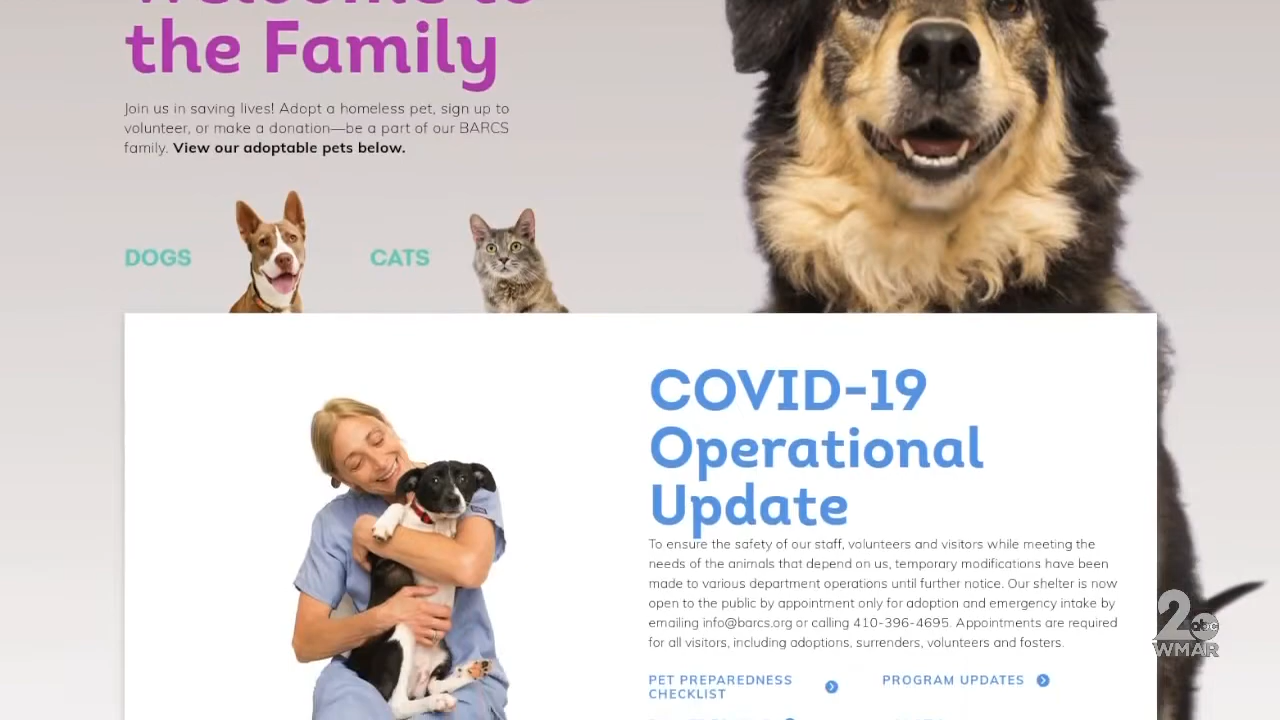 Welcome to
the Family
Join us in saving lives! Adopt a homeless pet, sign up to
volunteer, or make a donation—be a part of our BARCS
family. View our adoptable pets below.
DOGS
CATS
COVID-19
Operational
Update
To ensure the safety of our staff, volunteers and visitors while meeting the
needs of the animals that depend on us, temporary modifications have been
made to various department operations until further notice. Our shelter is now
open to the public by appointment only for adoption and emergency intake by
emailing info@barcs.org or calling 410-396-4695. Appointments are required
for all visitors, including adoptions, surrenders, volunteers and fosters.
PET PREPAREDNESS
CHECKLIST
PROGRAM UPDATES
2 abc
WMAR